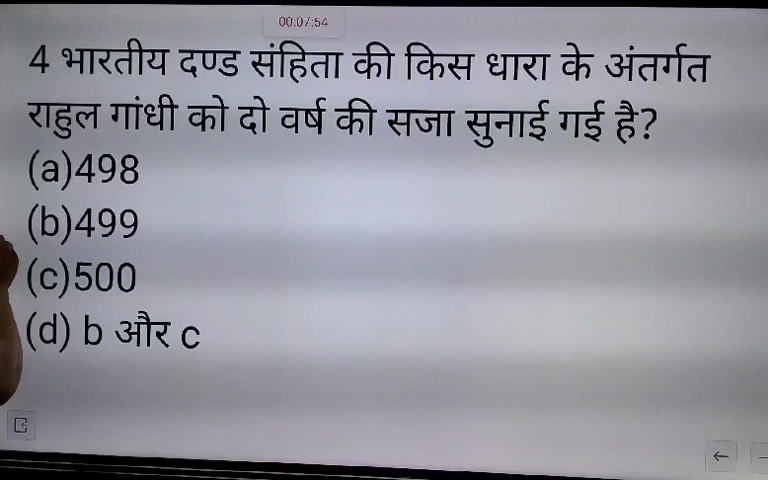 00:07:54
4 भारतीय दण्ड संहिता की किस धारा के अंतर्गत
राहुल गांधी को दो वर्ष की सजा सुनाई गई है?
(a)498
(b)499
(c)500
(d) b और c